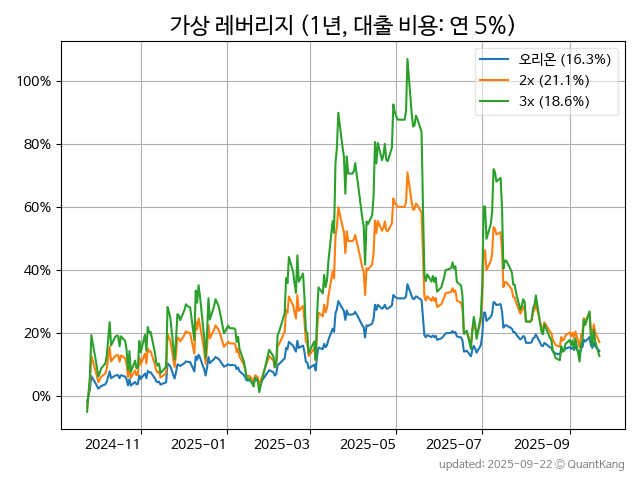 가상 레버리지 (1년, 대출 비용: 연 5%)
오리온 (16.3%)
2x (21.1%)
3x (18.6%)
100%
80%
60%
40%
20%
0%
2024-11
2025-01
2025-03
2025-05
2025-07
2025-09
updated: 2025-09-22 © QuantKang